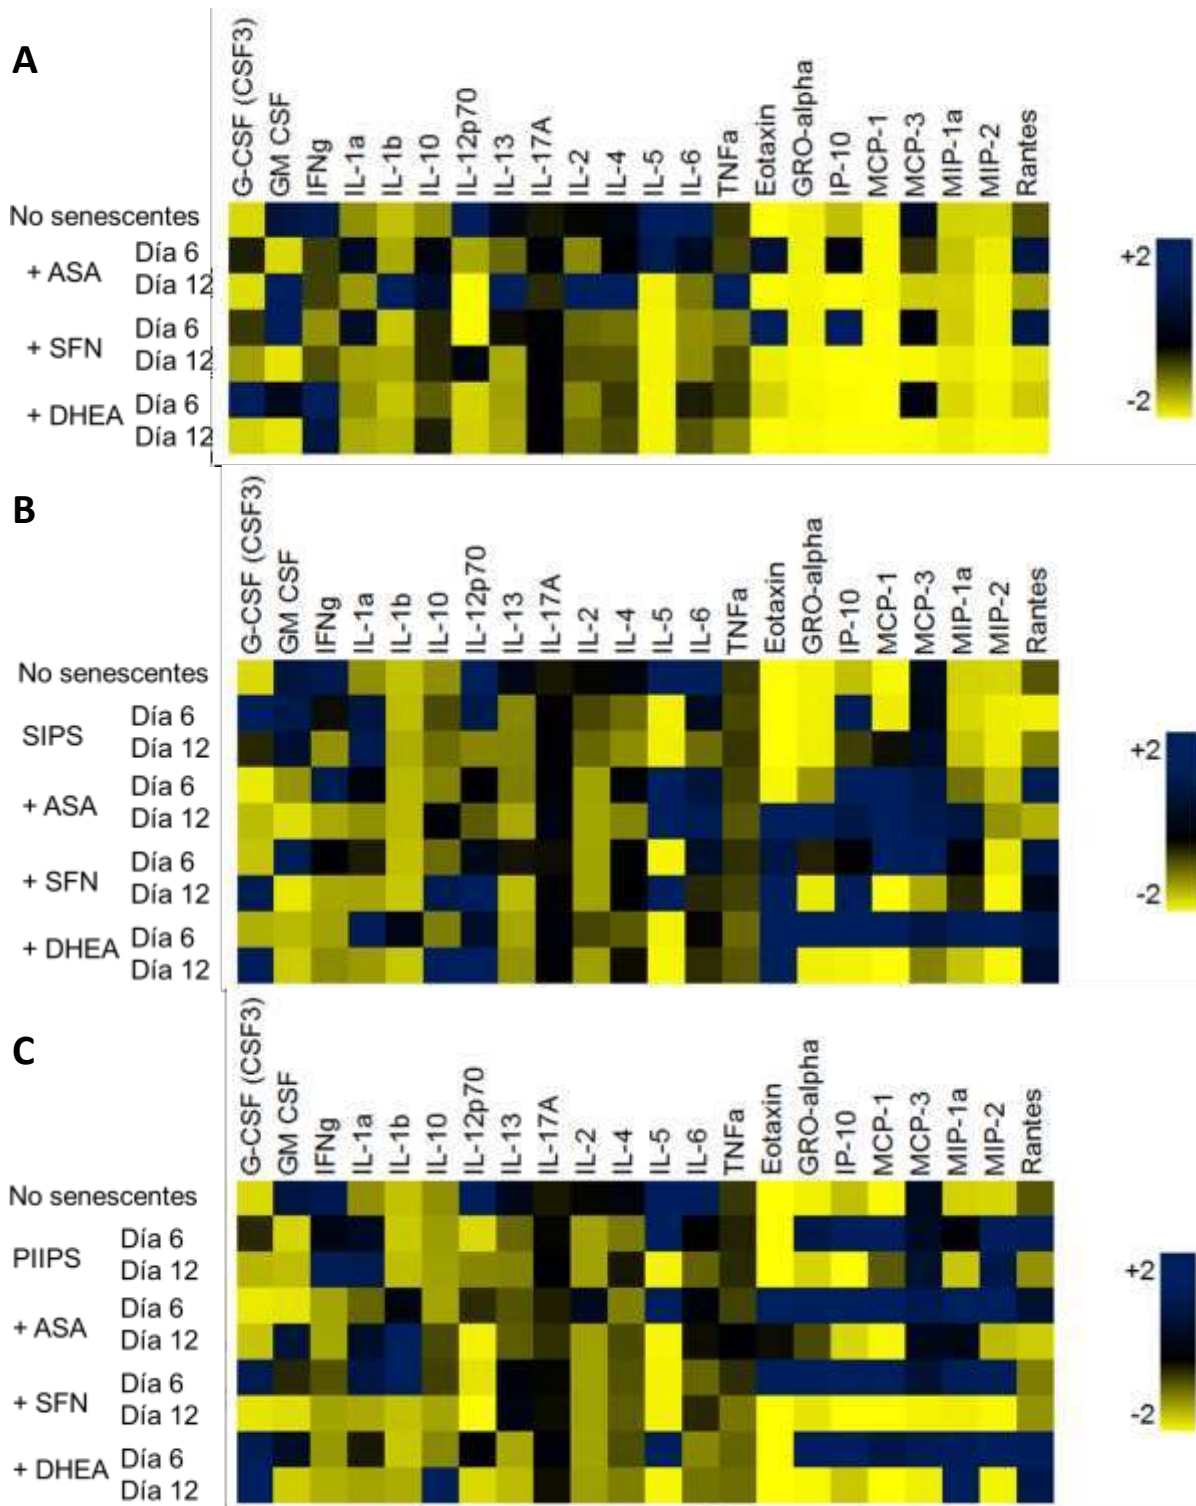 A
G-CSF (CSF3) GM CSF IFNg IL-1a IL-1b IL-10 IL-12p70 IL-13 IL-17A IL-2 IL-4 IL-5 IL-6 TNFa Eotaxin GRO-alpha IP-10 MCP-1 MCP-3 MIP-1a MIP-2 Rantes
No senescentes
+ ASA
Día 6
Día 12
+ SFN
Día 6
Día 12
+ DHEA
Día 6
Día 12
+2
-2
B
G-CSF (CSF3) GM CSF IFNg IL-1a IL-1b IL-10 IL-12p70 IL-13 IL-17A IL-2 IL-4 IL-5 IL-6 TNFa Eotaxin GRO-alpha IP-10 MCP-1 MCP-3 MIP-1a MIP-2 Rantes
No senescentes
SIPS
Día 6
Día 12
+ ASA
Día 6
Día 12
+ SFN
Día 6
Día 12
+ DHEA
Día 6
Día 12
+2
-2
C
G-CSF (CSF3) GM CSF IFNg IL-1a IL-1b IL-10 IL-12p70 IL-13 IL-17A IL-2 IL-4 IL-5 IL-6 TNFa Eotaxin GRO-alpha IP-10 MCP-1 MCP-3 MIP-1a MIP-2 Rantes
No senescentes
PIIPS
Día 6
Día 12
+ ASA
Día 6
Día 12
+ SFN
Día 6
Día 12
+ DHEA
Día 6
Día 12
+2
-2